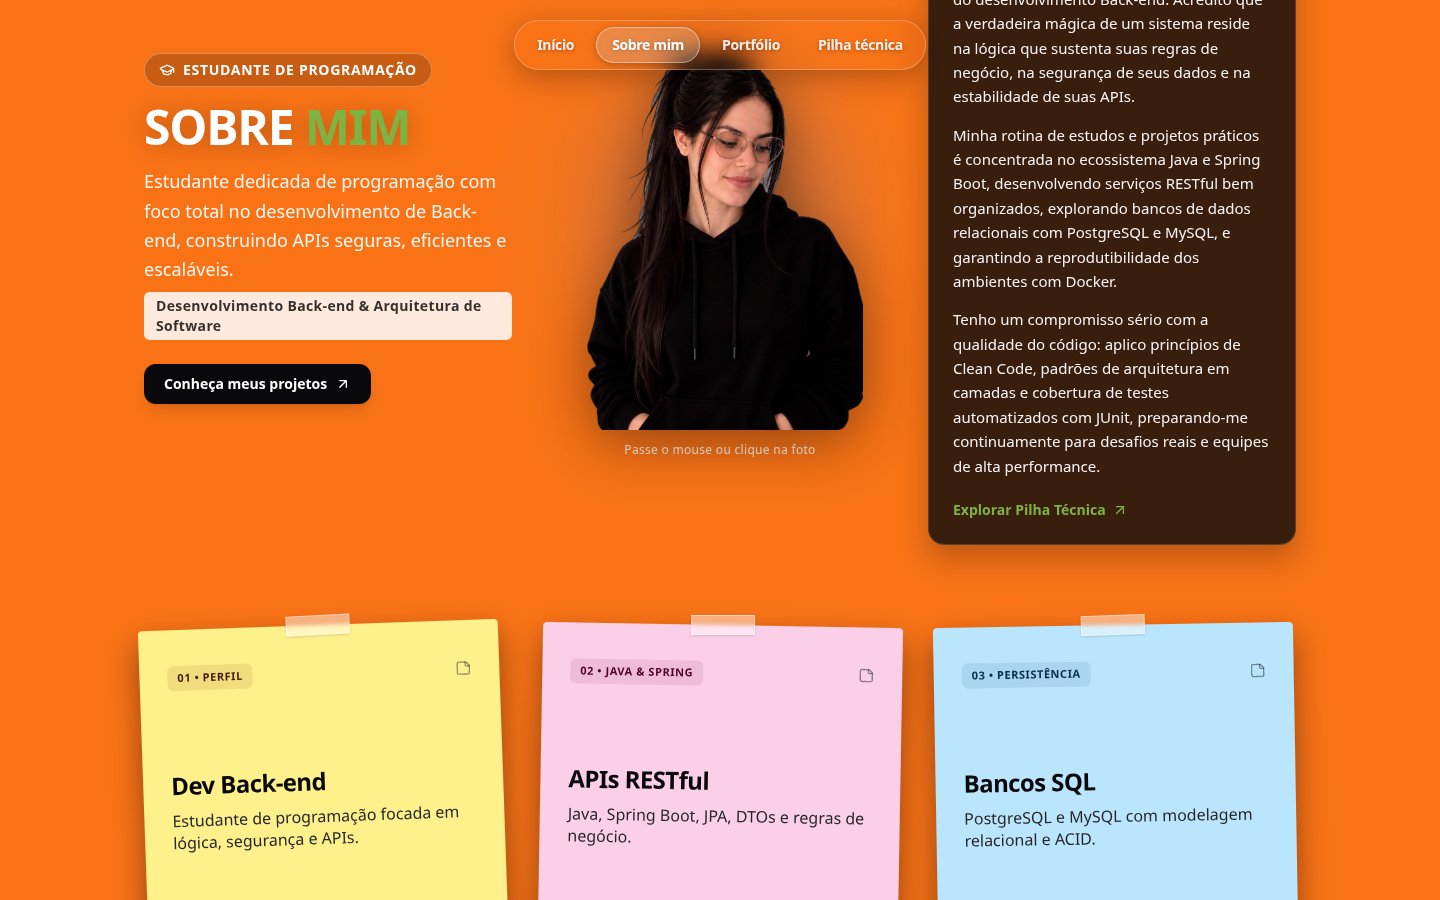 Início
Sobre mim
Portfólio
Pilha técnica
ESTUDANTE DE PROGRAMAÇÃO
SOBRE MIM
Estudante dedicada de programação com
foco total no desenvolvimento de Back-
end, construindo APIs seguras, eficientes e
escaláveis.
Desenvolvimento Back-end & Arquitetura de
Software
Conheça meus projetos
Passe o mouse ou clique na foto
do desenvolvimento Back-end. Acredito que
a verdadeira mágica de um sistema reside
na lógica que sustenta suas regras de
negócio, na segurança de seus dados e na
estabilidade de suas APIs.
Minha rotina de estudos e projetos práticos
é concentrada no ecossistema Java e Spring
Boot, desenvolvendo serviços RESTful bem
organizados, explorando bancos de dados
relacionais com PostgreSQL e MySQL, e
garantindo a reprodutibilidade dos
ambientes com Docker.
Tenho um compromisso sério com a
qualidade do código: aplico princípios de
Clean Code, padrões de arquitetura em
camadas e cobertura de testes
automatizados com JUnit, preparando-me
continuamente para desafios reais e equipes
de alta performance.
Explorar Pilha Técnica
01 • PERFIL
Dev Back-end
Estudante de programação focada em
lógica, segurança e APIs.
02 • JAVA & SPRING
APIs RESTful
Java, Spring Boot, JPA, DTOs e regras de
negócio.
03 • PERSISTÊNCIA
Bancos SQL
PostgreSQL e MySQL com modelagem
relacional e ACID.